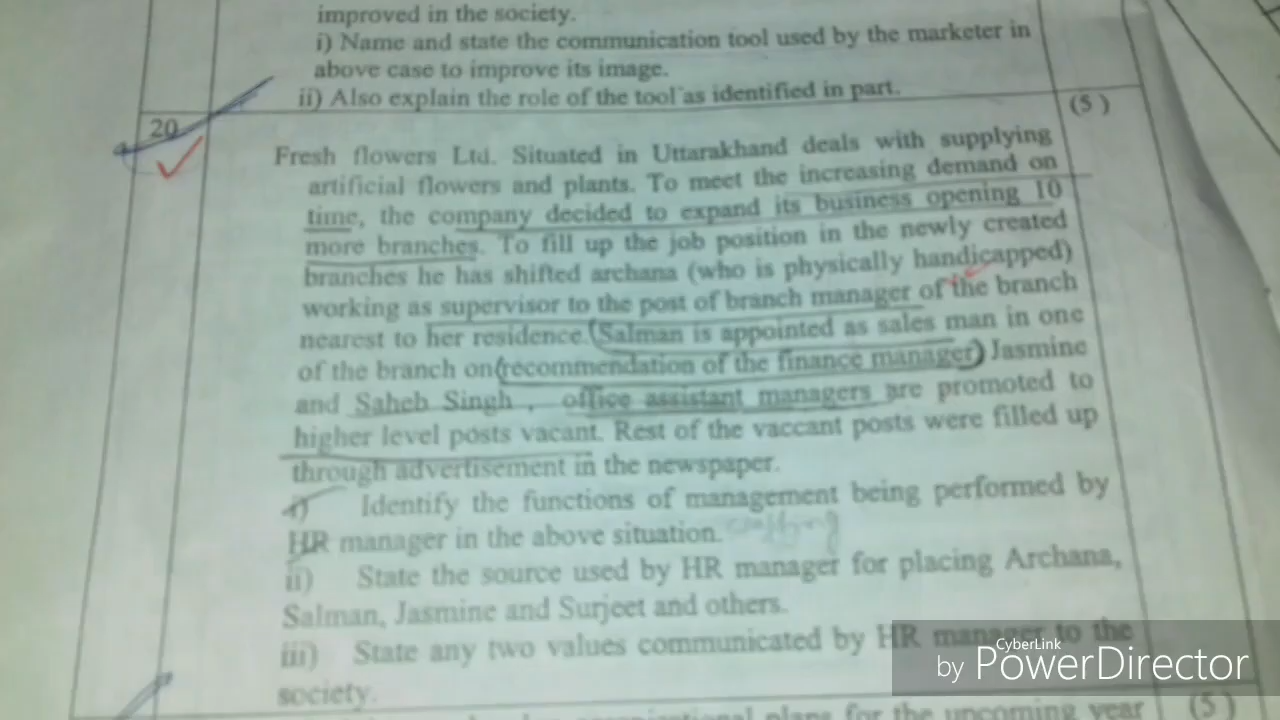 improved in the society.
i) Name and state the communication tool used by the marketer in
above case to improve its image.
ii) Also explain the role of the tool as identified in part.
(5 )
20
Fresh flowers Ltd. Situated in Uttarakhand deals with supplying
artificial flowers and plants. To meet the increasing demand on
time, the company decided to expand its business opening 10
more branches. To fill up the job position in the newly created
branches he has shifted archana (who is physically handicapped)
working as supervisor to the post of branch manager of the branch
nearest to her residence.(Salman is appointed as sales man in one
of the branch on(recommendation of the finance manager) Jasmine
and Saheb Singh , office assistant managers are promoted to
higher level posts vacant. Rest of the vaccant posts were filled up
through advertisement in the newspaper.
i) Identify the functions of management being performed by
HR manager in the above situation.
ii) State the source used by HR manager for placing Archana,
Salman, Jasmine and Surjeet and others.
iii) State any two values communicated by HR manager to the
society.
plans for the upcoming year
(5 )
CyberLink
by PowerDirector